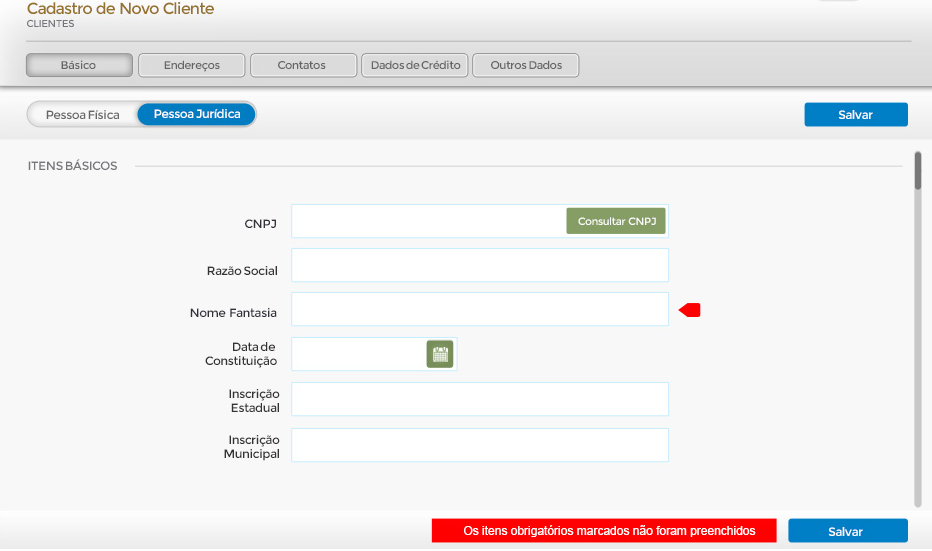 Cadastro de Novo Cliente
CLIENTES
Básico
Endereços
Contatos
Dados de Crédito
Outros Dados
Pessoa Física
Pessoa Jurídica
Salvar
ITENS BÁSICOS
CNPJ
Consultar CNPJ
Razão Social
Nome Fantasia
Data de
Constituição
Inscrição
Estadual
Inscrição
Municipal
Os itens obrigatórios marcados não foram preenchidos
Salvar